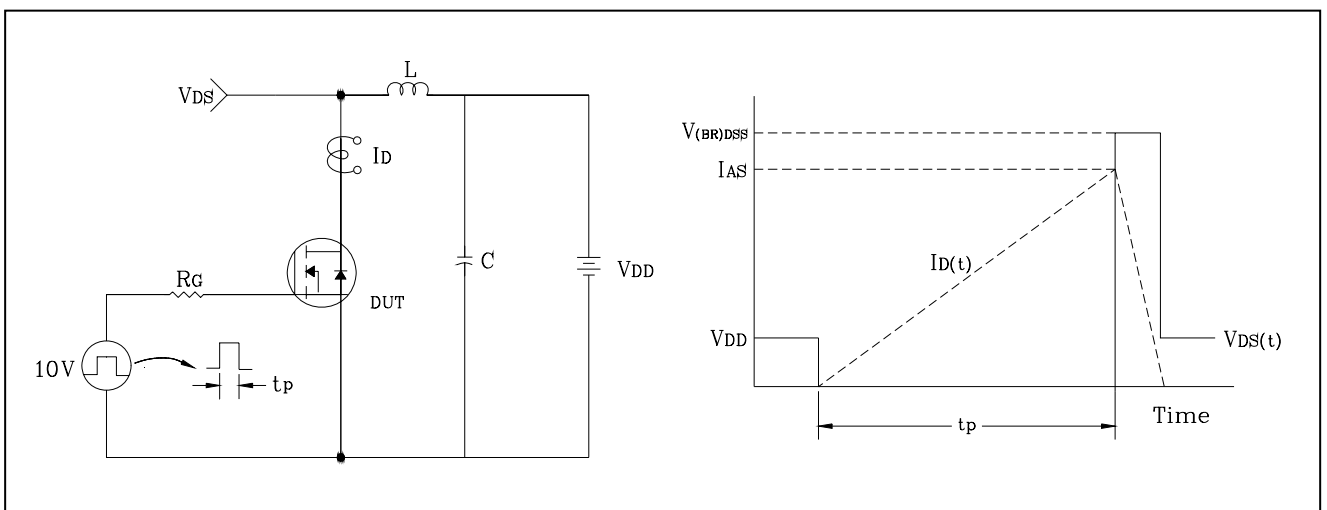 L
VDS
ID
RG
DUT
C
VDD
10V
tp
V(BR)DSS
IAS
ID(t)
VDD
VDS(t)
Time
tp